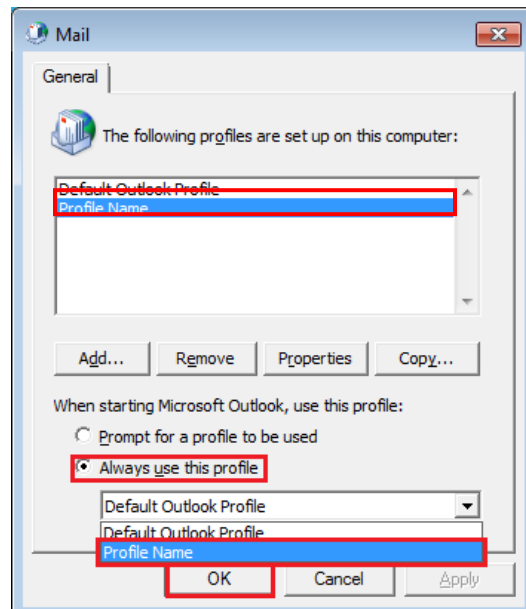 Mail
General
The following profiles are set up on this computer:
Default Outlook Profile
Profile Name
Add... Remove Properties Copy...
When starting Microsoft Outlook, use this profile:
Prompt for a profile to be used
Always use this profile
Default Outlook Profile
Default Outlook Profile
Profile Name
OK Cancel Apply